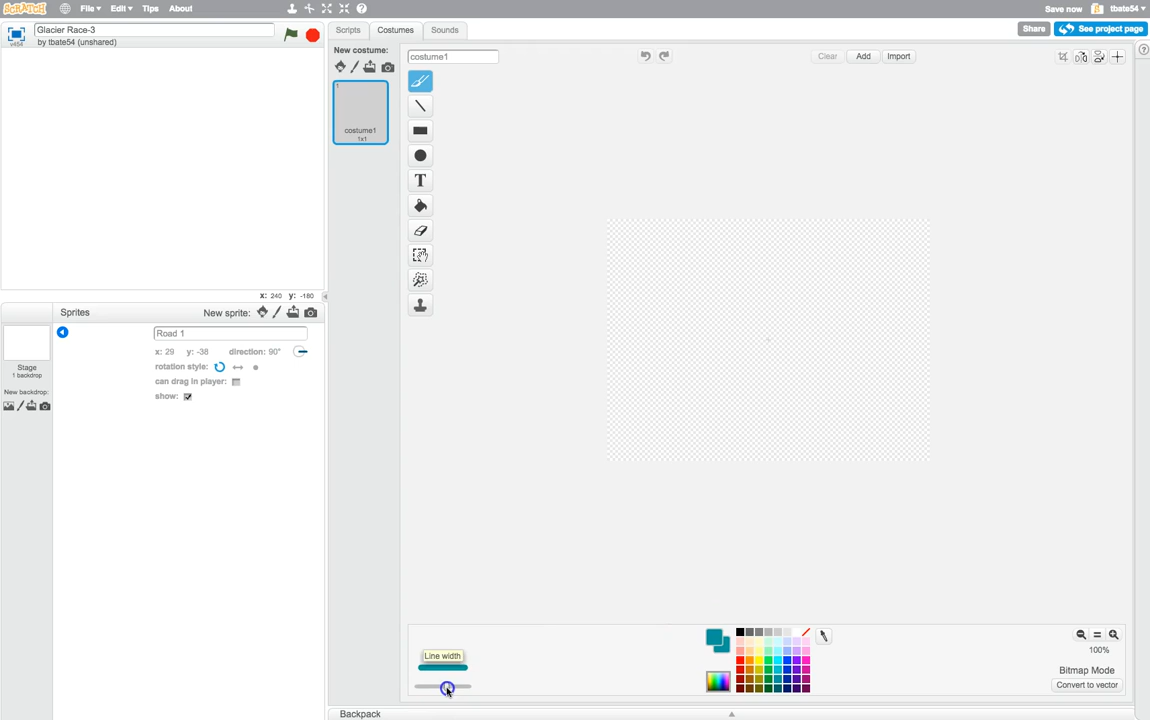 SCRATCH File Edit Tips About Save now tbate54
v454 Glacier Race-3
by tbate54 (unshared)
Scripts Costumes Sounds
Share See project page
New costume:
1
costume1
1x1
costume1
Clear Add Import
T
x: 240 y: -180
Sprites New sprite:
Road 1
x: 29 y: -38 direction: 90°
rotation style:
can drag in player:
show:
Stage
1 backdrop
New backdrop:
Line width
100%
Bitmap Mode
Convert to vector
Backpack